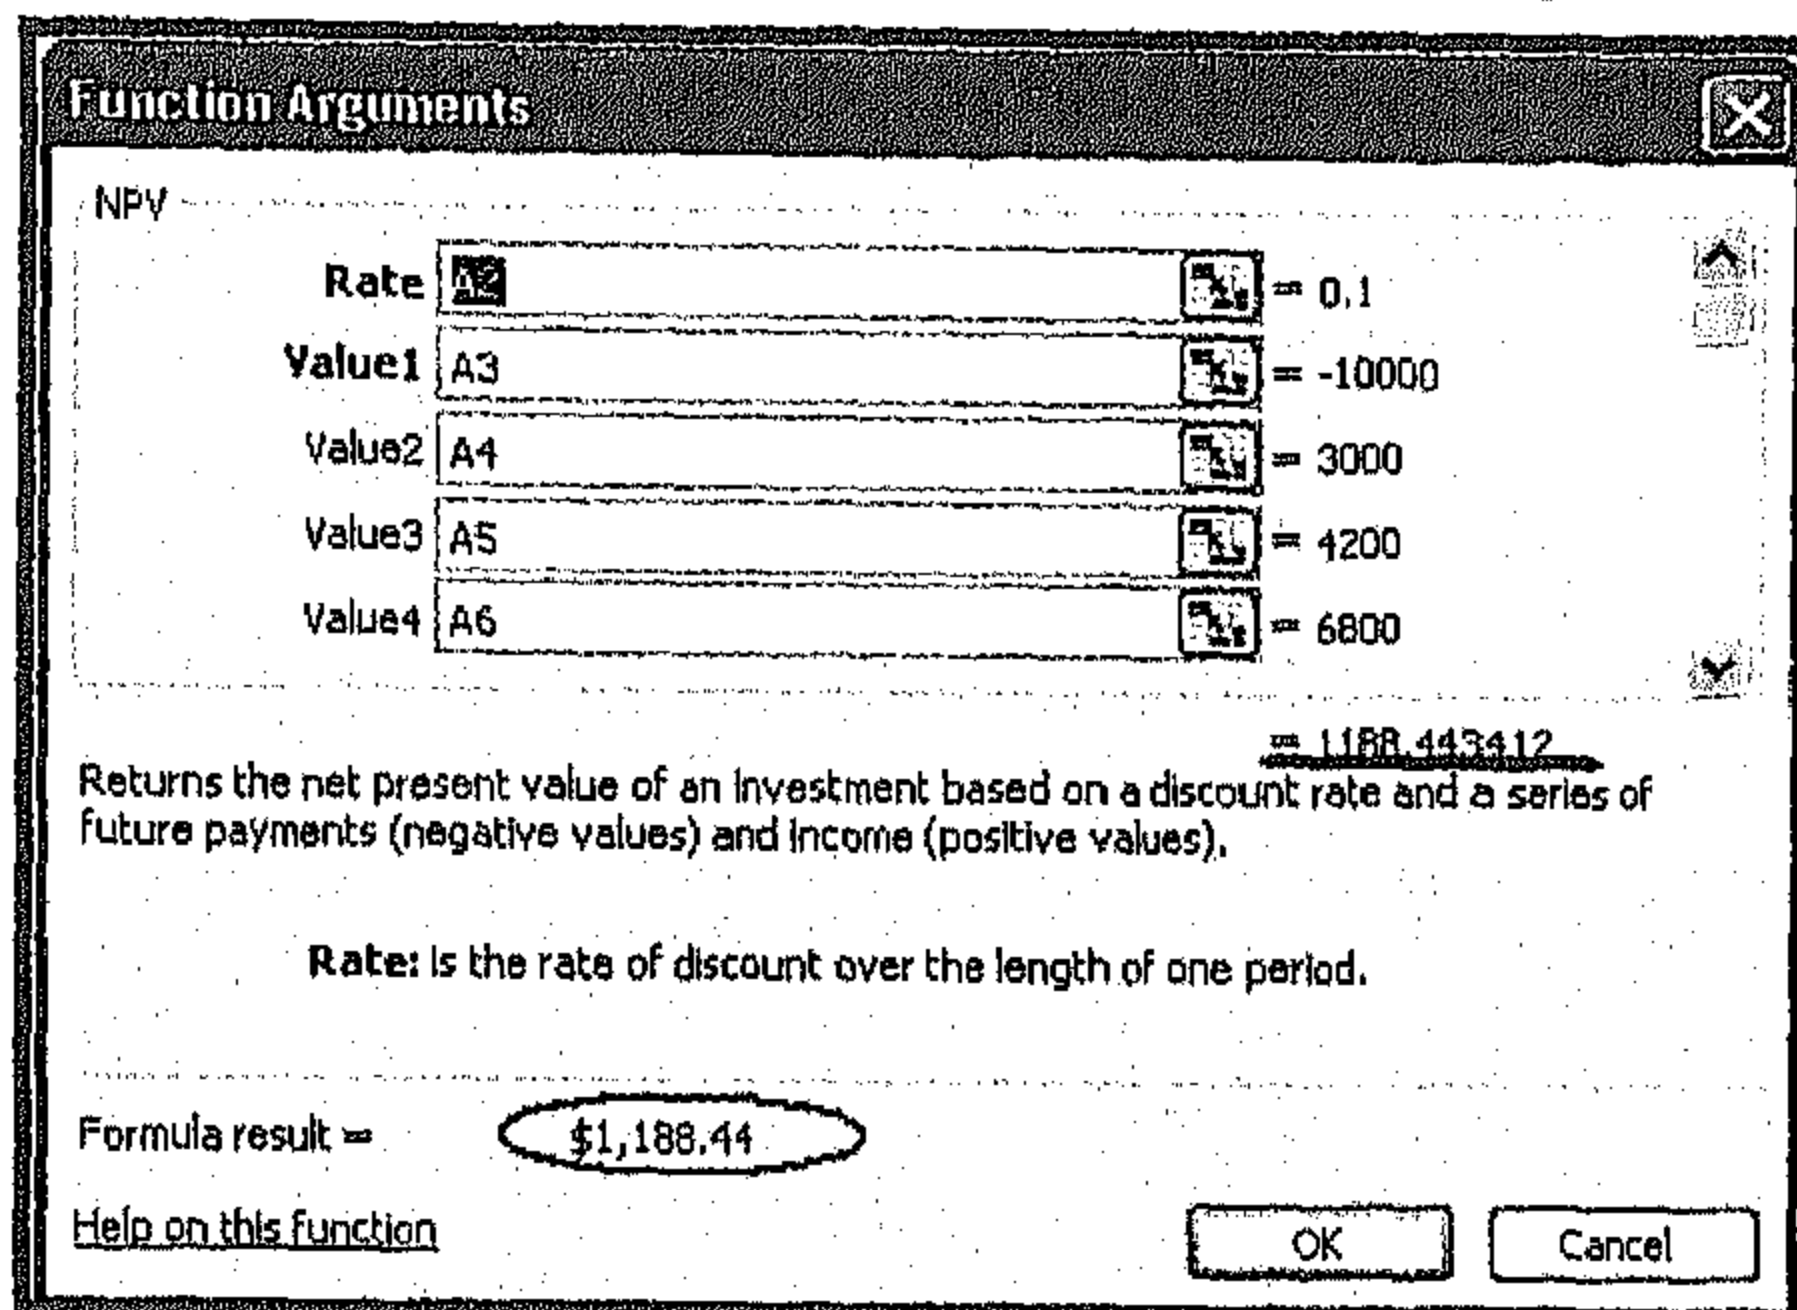 Function Arguments
NPV
Rate A2 = 0.1
Value1 A3 = -10000
Value2 A4 = 3000
Value3 A5 = 4200
Value4 A6 = 6800
= 1188.443412
Returns the net present value of an investment based on a discount rate and a series of
future payments (negative values) and income (positive values).
Rate: is the rate of discount over the length of one period.
Formula result = $1,188.44
Help on this function
OK Cancel